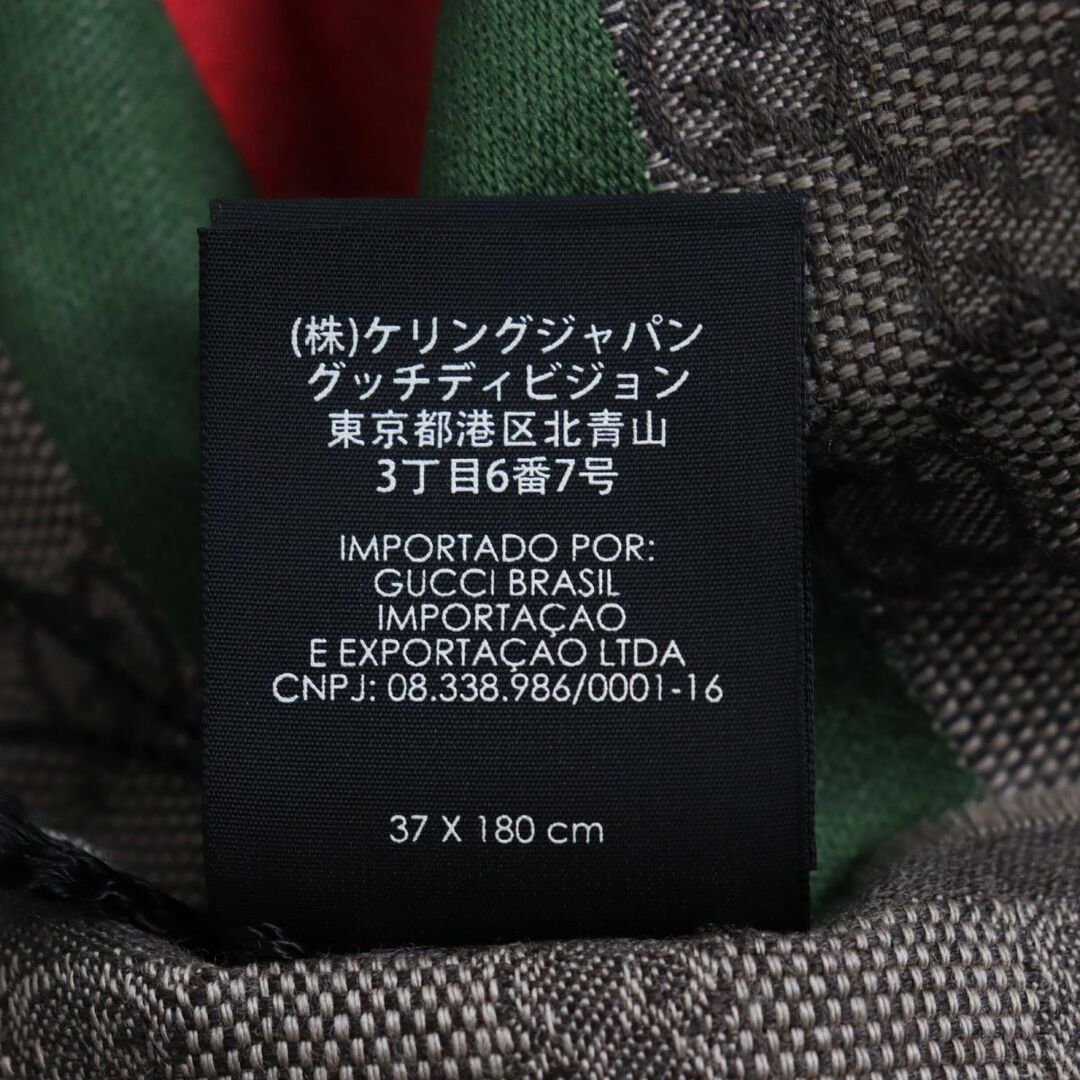 (株)ケリングジャパン
グッチディビジョン
東京都港区北青山
3丁目6番7号
IMPORTADO POR:
GUCCI BRASIL
IMPORTAÇAO
E EXPORTAÇAO LTDA
CNPJ: 08.338.986/0001-16
37 X 180 cm